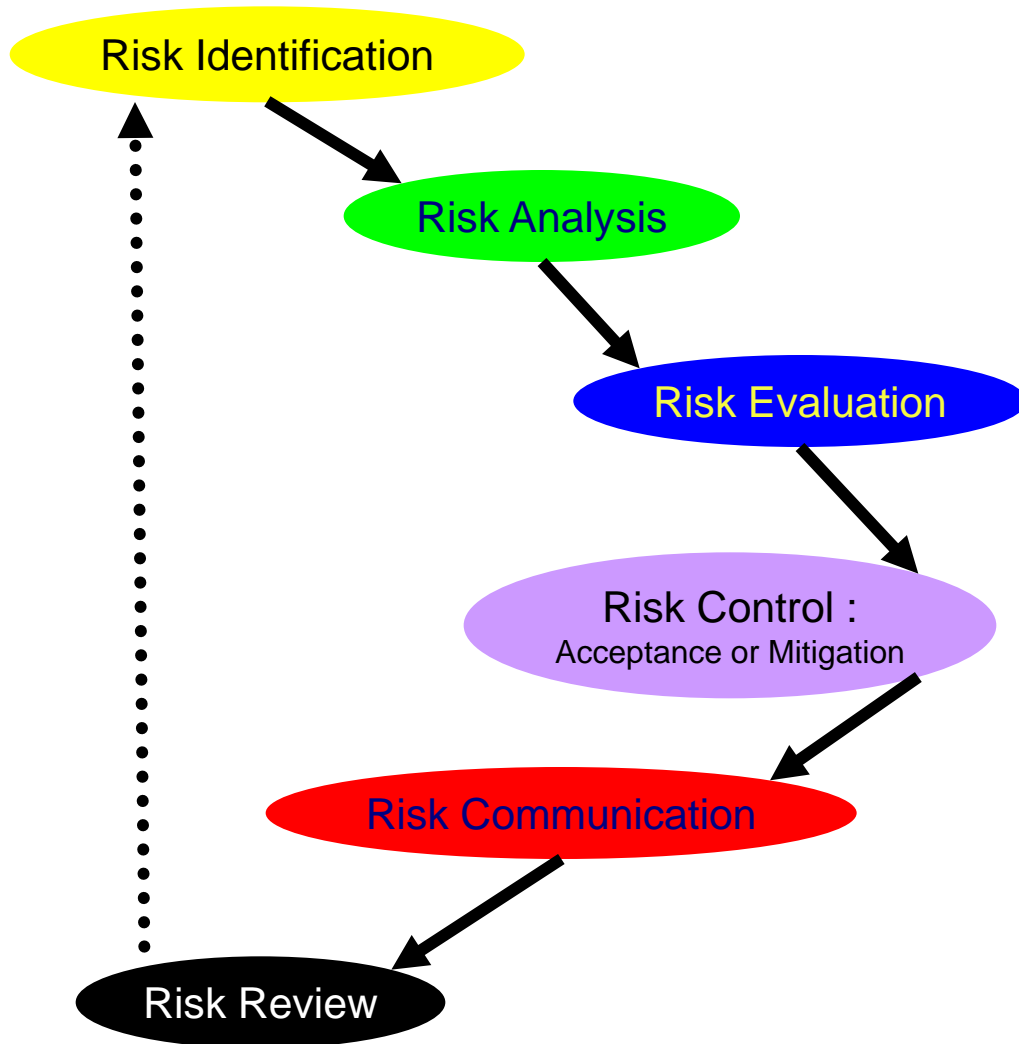 Risk Identification
Risk Analysis
Risk Evaluation
Risk Control :
Acceptance or Mitigation
Risk Communication
Risk Review